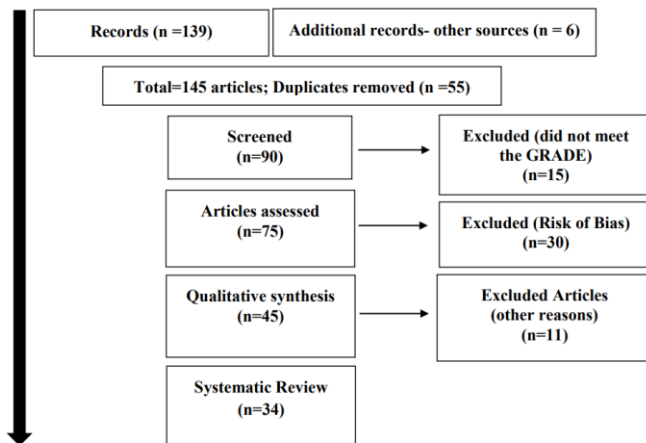 Records (n =139)
Additional records- other sources (n = 6)
Total=145 articles; Duplicates removed (n =55)
Screened
(n=90)
Excluded (did not meet
the GRADE)
(n=15)
Articles assessed
(n=75)
Excluded (Risk of Bias)
(n=30)
Qualitative synthesis
(n=45)
Excluded Articles
(other reasons)
(n=11)
Systematic Review
(n=34)